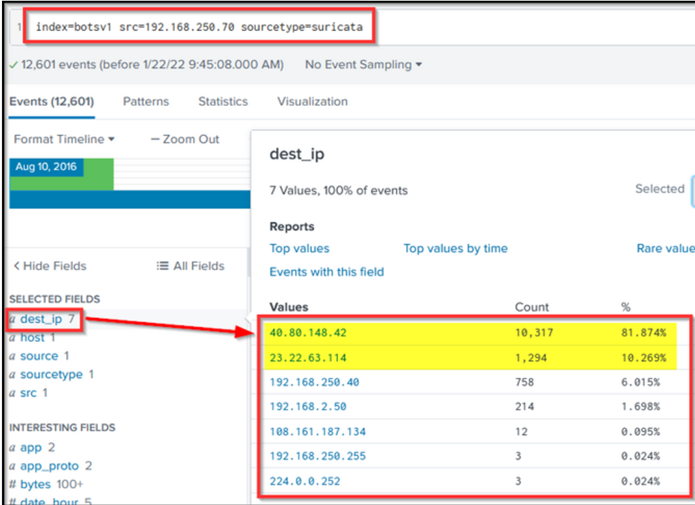 1 index=botsv1 src=192.168.250.70 sourcetype=suricata
✓ 12,601 events (before 1/22/22 9:45:08.000 AM) No Event Sampling ▾
Events (12,601) Patterns Statistics Visualization
Format Timeline ▾ — Zoom Out
Aug 10, 2016
< Hide Fields All Fields
SELECTED FIELDS
a dest_ip 7
a host 1
a source 1
a sourcetype 1
a src 1
INTERESTING FIELDS
a app 2
a app_proto 2
# bytes 100+
# date_hour 5
dest_ip
7 Values, 100% of events Selected
Reports
Top values Top values by time Rare value
Events with this field
Values Count %
40.80.148.42 10,317 81.874%
23.22.63.114 1,294 10.269%
192.168.250.40 758 6.015%
192.168.2.50 214 1.698%
108.161.187.134 12 0.095%
192.168.250.255 3 0.024%
224.0.0.252 3 0.024%